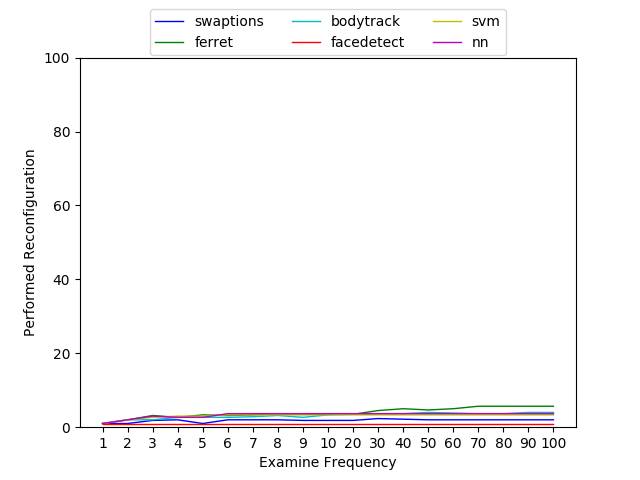 swaptions bodytrack svm
ferret facedetect nn
100
80
60
40
20
0
Performed Reconfiguration
1 2 3 4 5 6 7 8 9 10 20 30 40 50 60 70 80 90 100
Examine Frequency